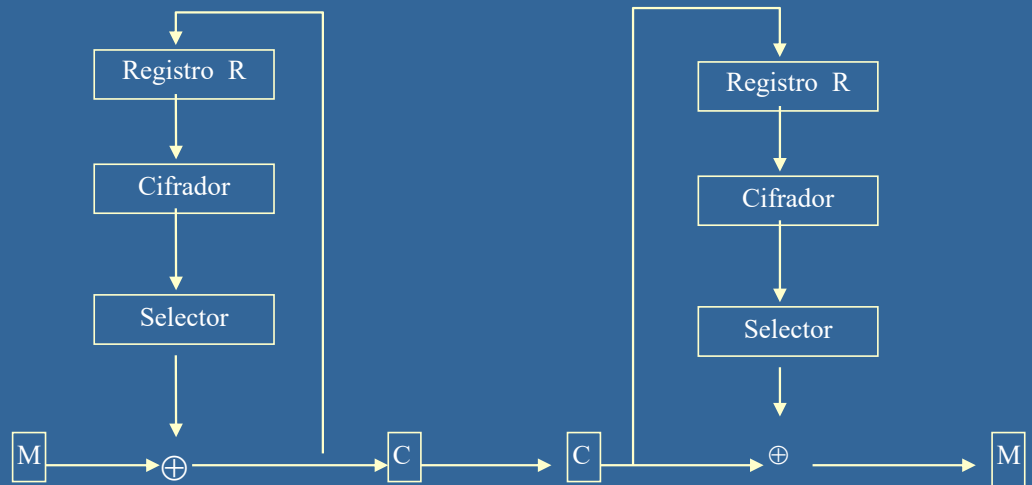 Registro R
Cifrador
Selector
M
⊕
C
Registro R
Cifrador
Selector
C
⊕
M